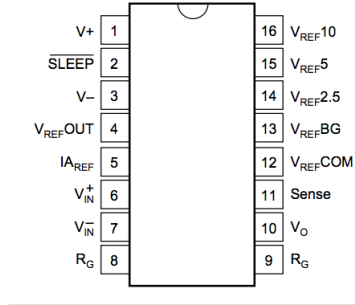 V+ 1 16 VREF10
SLEEP 2 15 VREF5
V– 3 14 VREF2.5
VREFOUT 4 13 VREFBG
IAREF 5 12 VREFCOM
V+IN 6 11 Sense
V–IN 7 10 VO
RG 8 9 RG